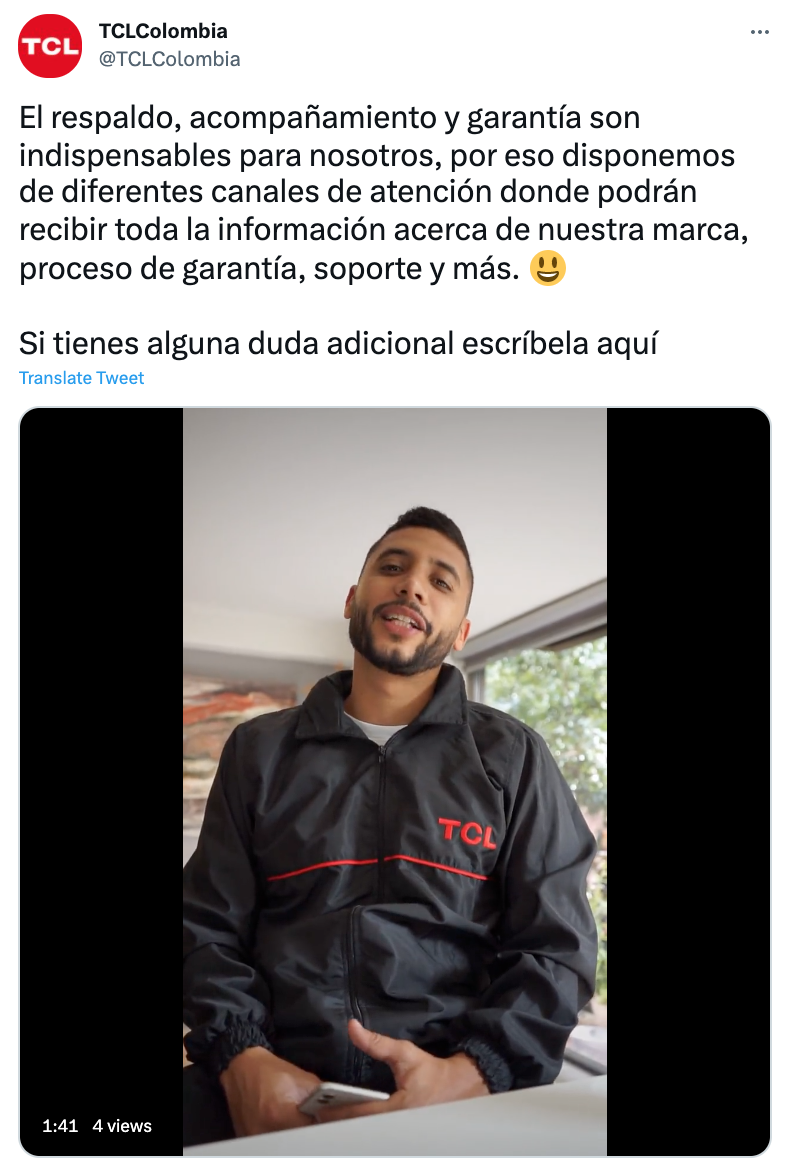 TCL
TCLColombia
@TCLColombia
El respaldo, acompañamiento y garantía son
indispensables para nosotros, por eso disponemos
de diferentes canales de atención donde podrán
recibir toda la información acerca de nuestra marca,
proceso de garantía, soporte y más. 😃
Si tienes alguna duda adicional escríbela aquí
Translate Tweet
TCL
1:41 4 views